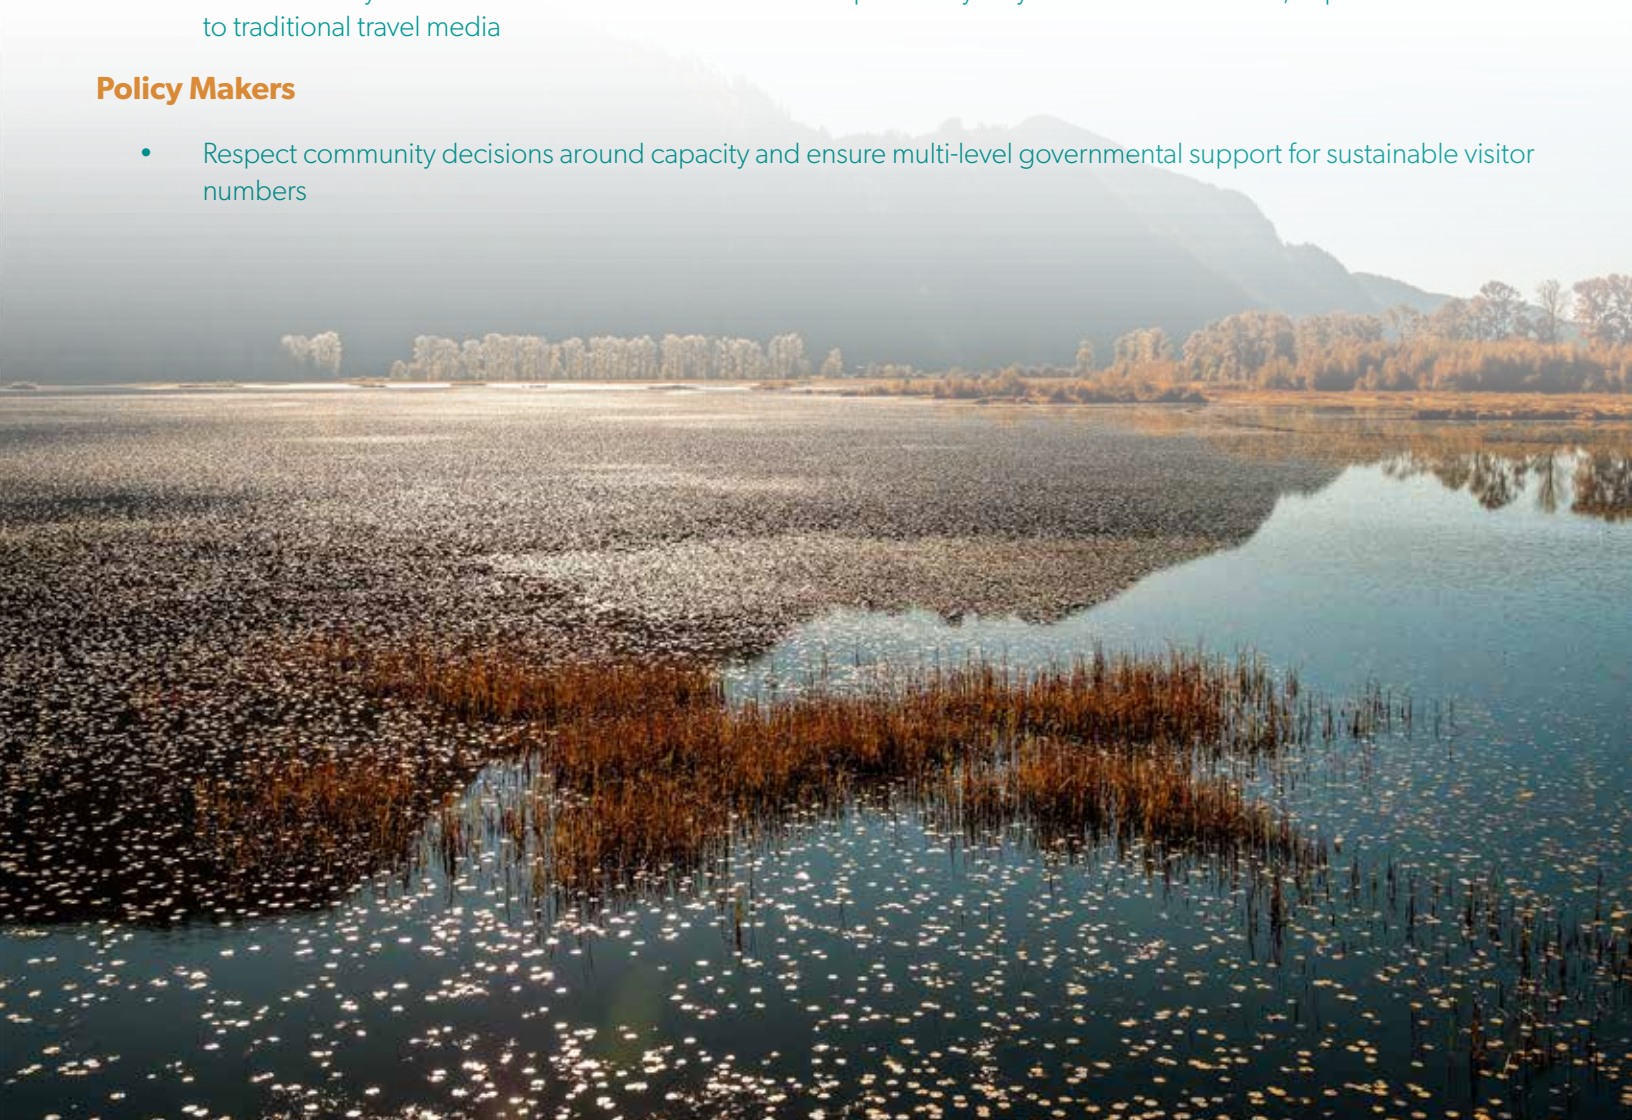 to traditional travel media
Policy Makers
• Respect community decisions around capacity and ensure multi-level governmental support for sustainable visitor
numbers